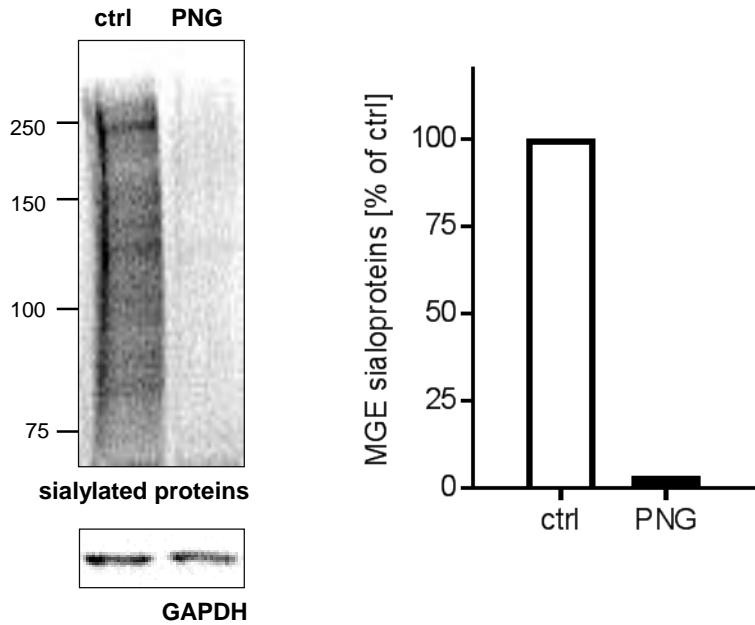 ctrl PNG
250
150
100
75
sialylated proteins
GAPDH
MGE sialoproteins [% of ctrl]
100
75
50
25
0
ctrl PNG